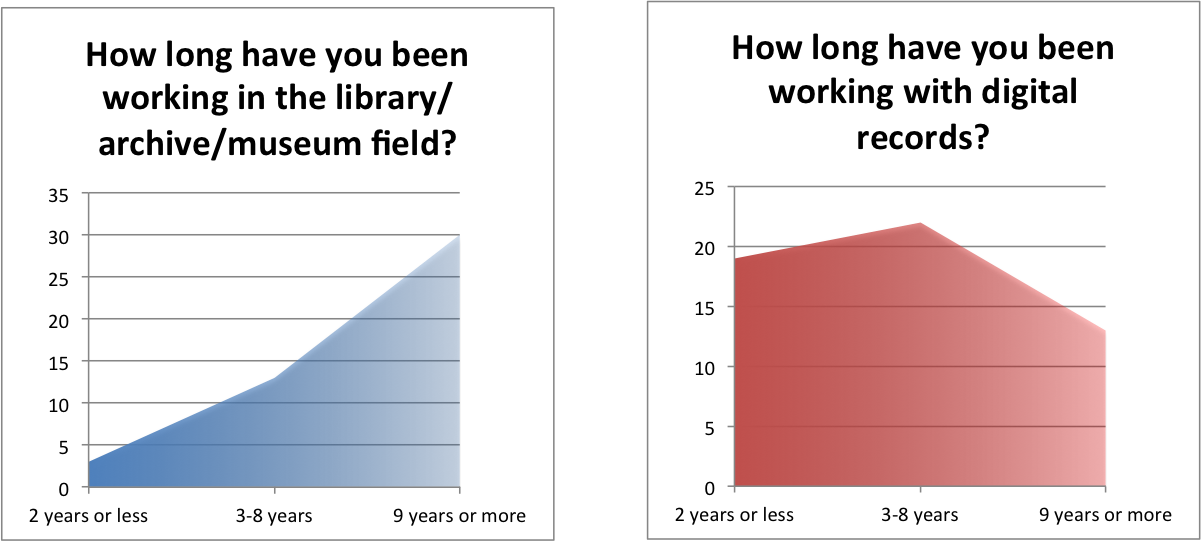 How long have you been
working in the library/
archive/museum field?
35
30
25
20
15
10
5
0
2 years or less 3-8 years 9 years or more
How long have you been
working with digital
records?
25
20
15
10
5
0
2 years or less 3-8 years 9 years or more